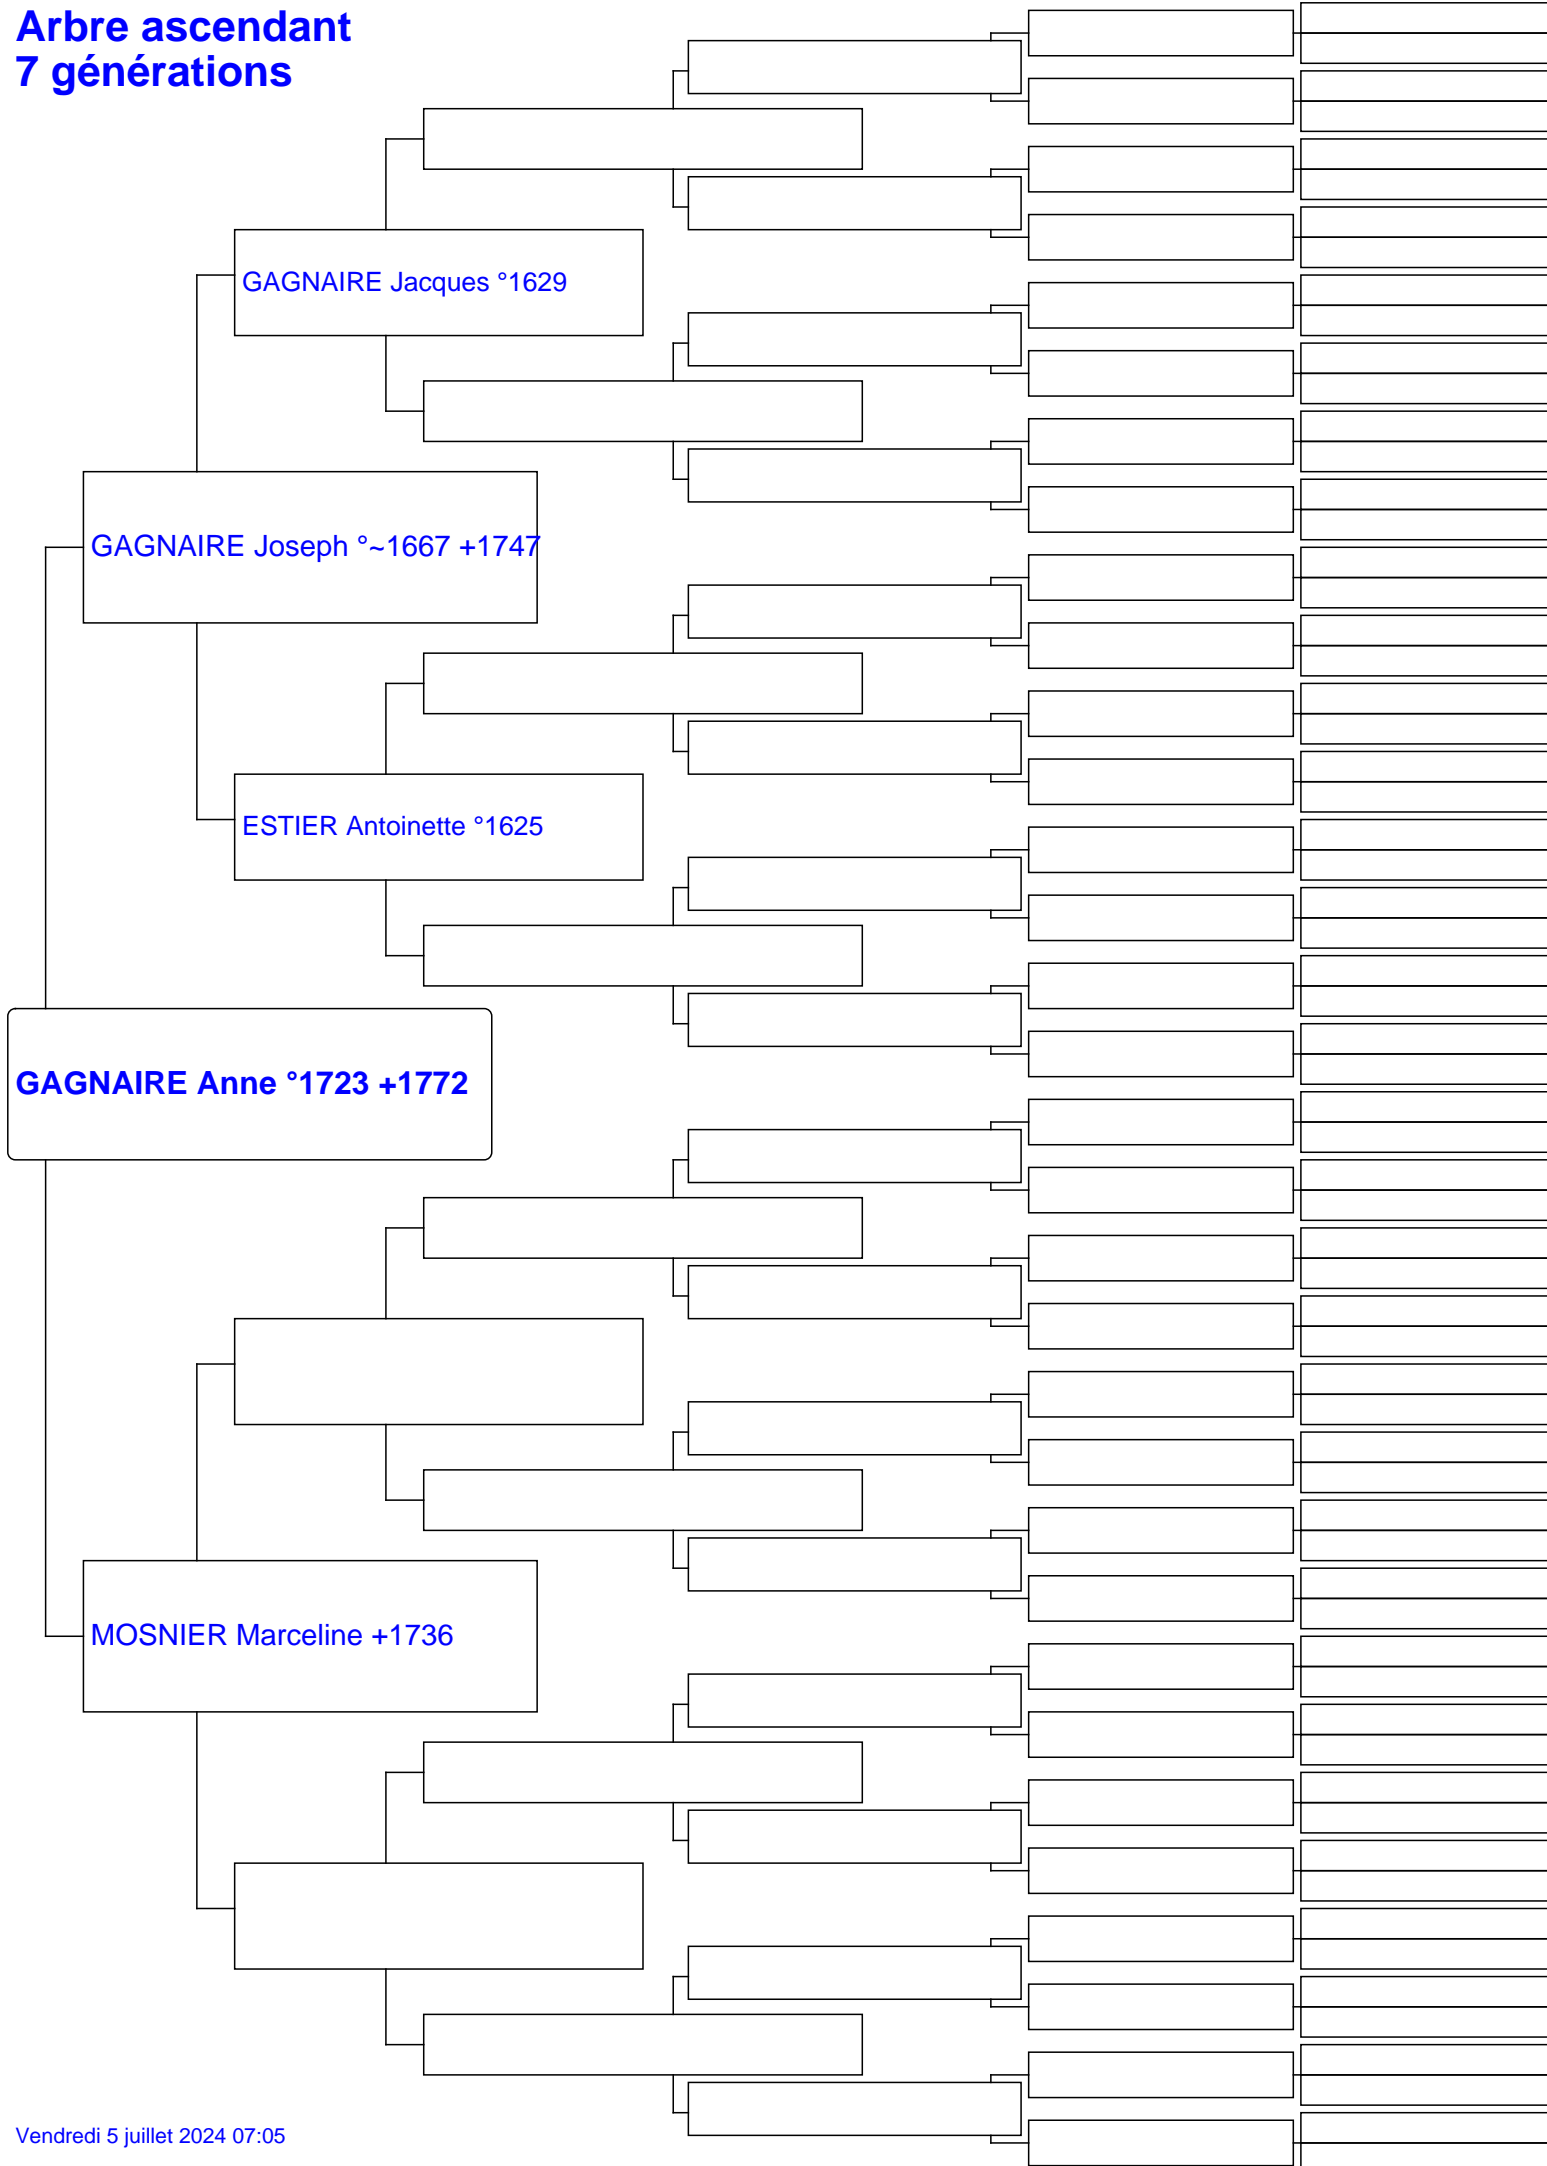 Arbre ascendant
7 générations
GAGNAIRE Jacques °1629
GAGNAIRE Joseph °~1667 +1747
ESTIER Antoinette °1625
GAGNAIRE Anne °1723 +1772
MOSNIER Marceline +1736
Vendredi 5 juillet 2024 07:05